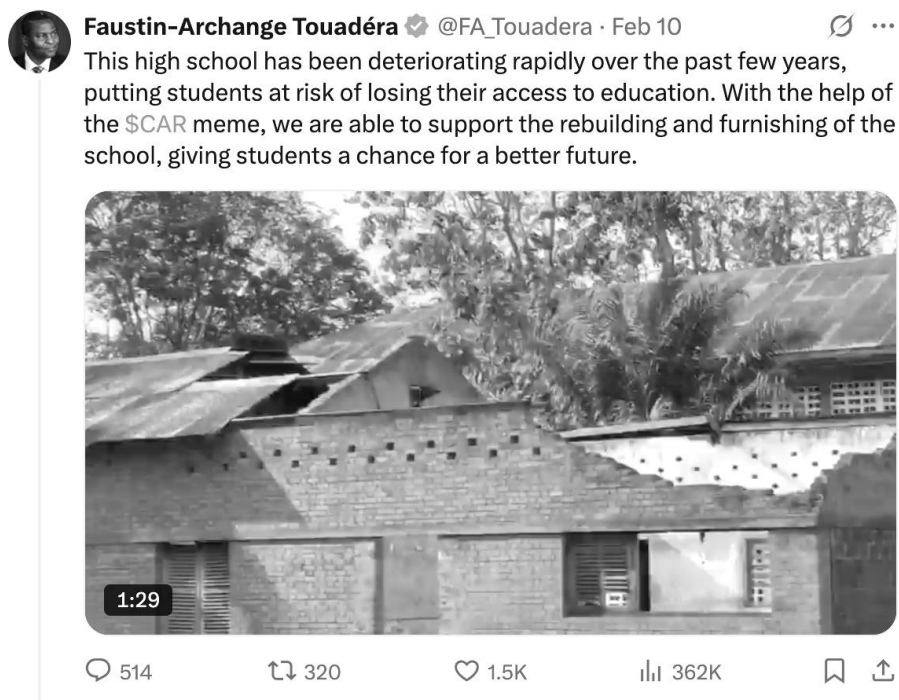 Faustin-Archange Touadéra @FA_Touadera · Feb 10
This high school has been deteriorating rapidly over the past few years,
putting students at risk of losing their access to education. With the help of
the $CAR meme, we are able to support the rebuilding and furnishing of the
school, giving students a chance for a better future.
1:29
514 320 1.5K 362K